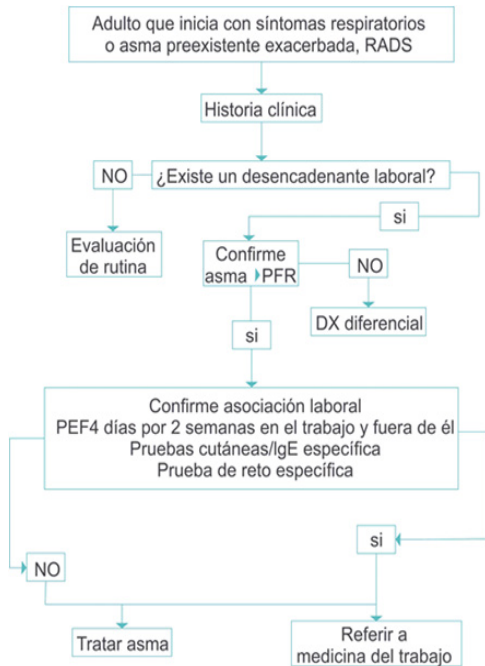 Adulto que inicia con síntomas respiratorios
o asma preexistente exacerbada, RADS
Historia clínica
NO
¿Existe un desencadenante laboral?
si
Evaluación
de rutina
Confirme
asma PFR
NO
DX diferencial
si
Confirme asociación laboral
PEF4 días por 2 semanas en el trabajo y fuera de él
Pruebas cutáneas/IgE específica
Prueba de reto específica
si
NO
Tratar asma
Referir a
medicina del trabajo